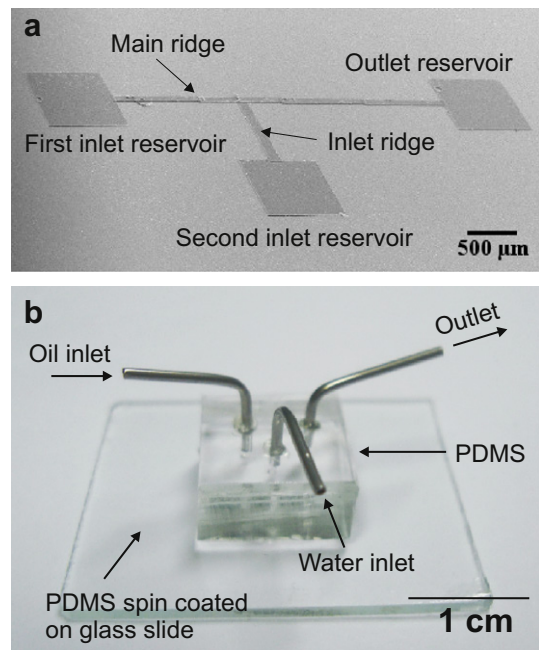 a
Main ridge
Outlet reservoir
First inlet reservoir
Inlet ridge
Second inlet reservoir
500 µm
b
Outlet
Oil inlet
PDMS
Water inlet
PDMS spin coated
on glass slide
1 cm